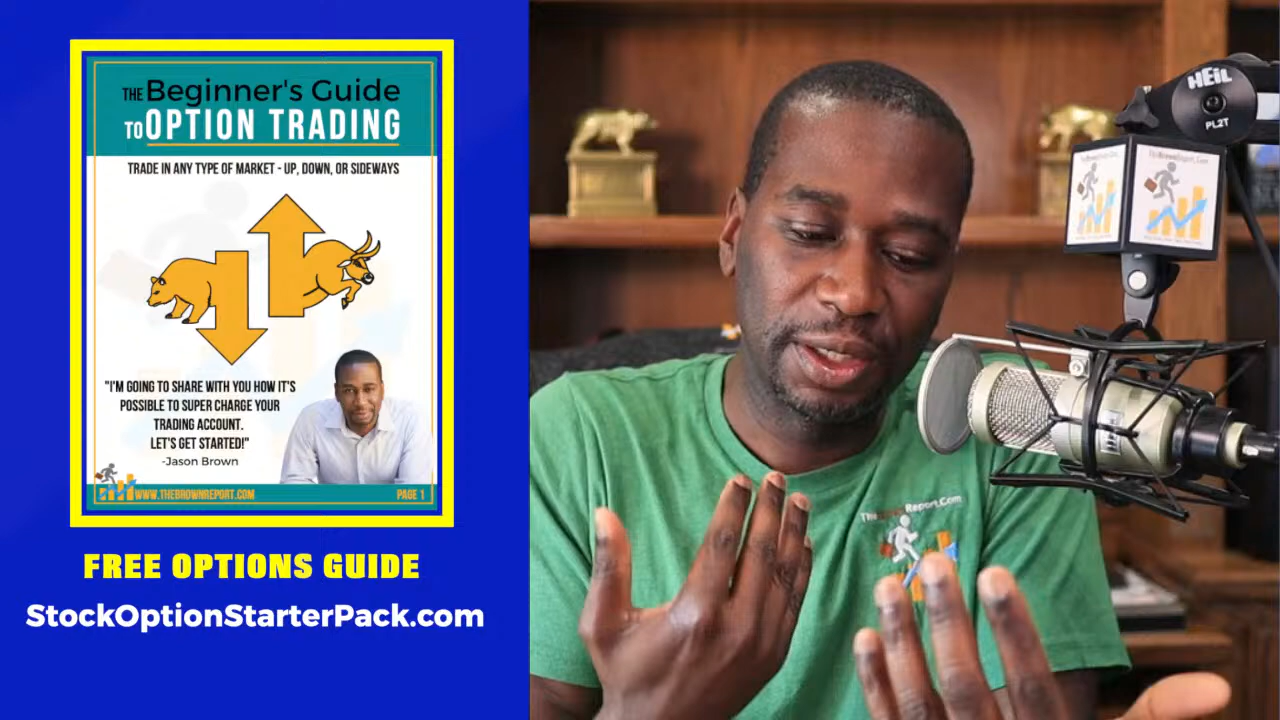 THE Beginner's Guide
TO OPTION TRADING
TRADE IN ANY TYPE OF MARKET - UP, DOWN, OR SIDEWAYS
"I'M GOING TO SHARE WITH YOU HOW IT'S
POSSIBLE TO SUPER CHARGE YOUR
TRADING ACCOUNT.
LET'S GET STARTED!"
-Jason Brown
WWW.THEBROWNREPORT.COM
PAGE 1
FREE OPTIONS GUIDE
StockOptionStarterPack.com
HEiL
PL2T
TheBrownReport.Com
TheBrownReport.Com